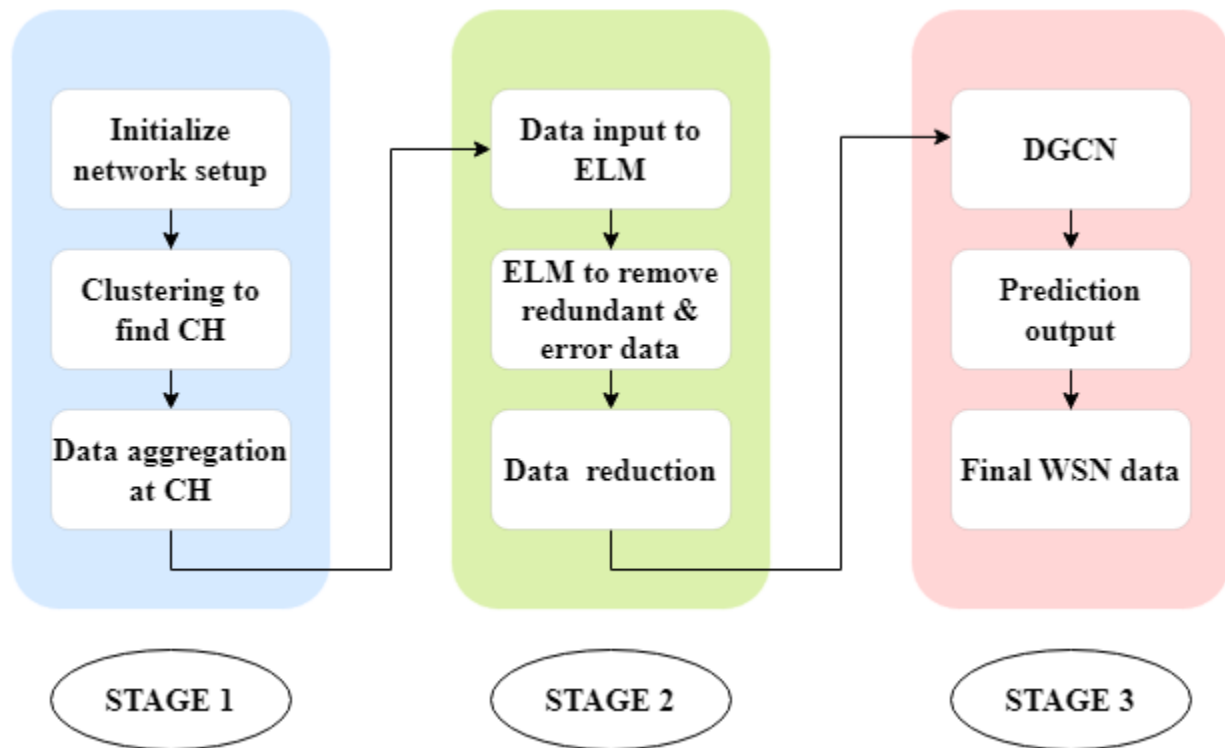 Initialize
network setup
Clustering to
find CH
Data aggregation
at CH
Data input to
ELM
ELM to remove
redundant &
error data
Data reduction
DGCN
Prediction
output
Final WSN data
STAGE 1
STAGE 2
STAGE 3